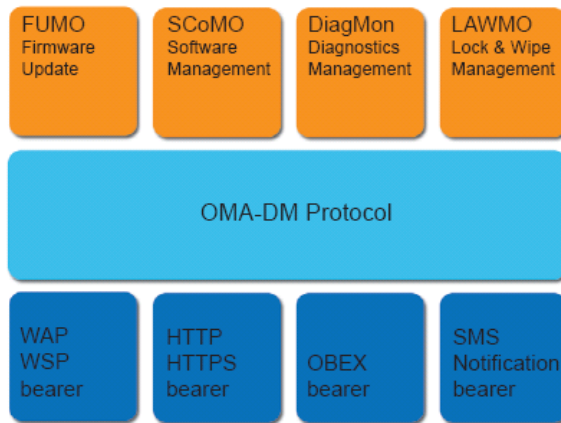 FUMO
Firmware
Update
SCoMO
Software
Management
DiagMon
Diagnostics
Management
LAWMO
Lock & Wipe
Management
OMA-DM Protocol
WAP
WSP
bearer
HTTP
HTTPS
bearer
OBEX
bearer
SMS
Notification
bearer